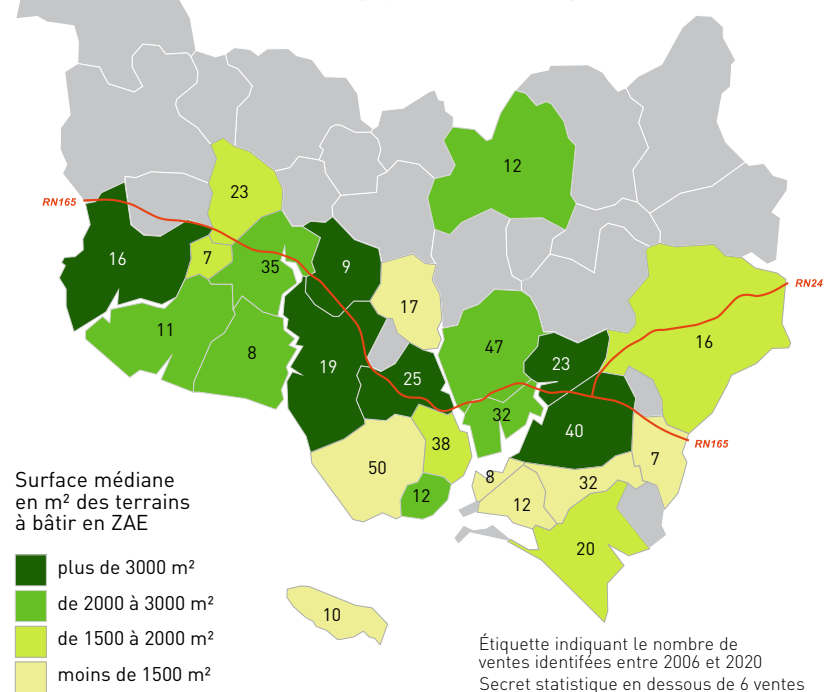 12
23
RN165
16
7
35
9
RN24
17
11
8
47
16
19
25
23
32
40
38
RN165
50
7
8
32
12
12
20
10
Surface médiane
en m² des terrains
à bâtir en ZAE
plus de 3000 m²
de 2000 à 3000 m²
de 1500 à 2000 m²
moins de 1500 m²
Étiquette indiquant le nombre de
ventes identifées entre 2006 et 2020
Secret statistique en dessous de 6 ventes